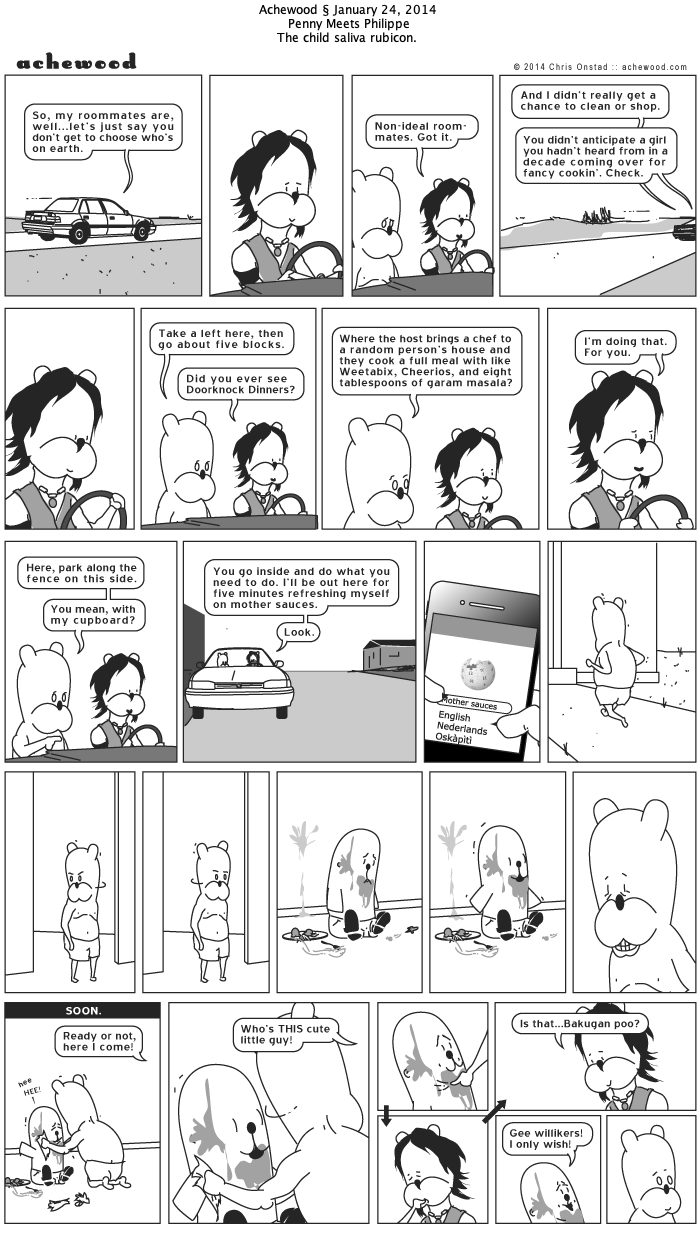 Achewood § January 24, 2014
Penny Meets Philippe
The child saliva rubicon.
achewood
© 2014 Chris Onstad :: achewood.com
So, my roommates are,
well...let's just say you
don't get to choose who's
on earth.
Non-ideal room-
mates. Got it.
And I didn't really get a
chance to clean or shop.
You didn't anticipate a girl
you hadn't heard from in a
decade coming over for
fancy cookin'. Check.
Take a left here, then
go about five blocks.
Did you ever see
Doorknock Dinners?
Where the host brings a chef to
a random person's house and
they cook a full meal with like
Weetabix, Cheerios, and eight
tablespoons of garam masala?
I'm doing that.
For you.
Here, park along the
fence on this side.
You mean, with
my cupboard?
You go inside and do what you
need to do. I'll be out here for
five minutes refreshing myself
on mother sauces.
Look.
Mother sauces
English
Nederlands
Oskàpìtì
SOON.
Ready or not,
here I come!
hee
HEE!
Who's THIS cute
little guy!
Is that...Bakugan poo?
Gee willikers!
I only wish!